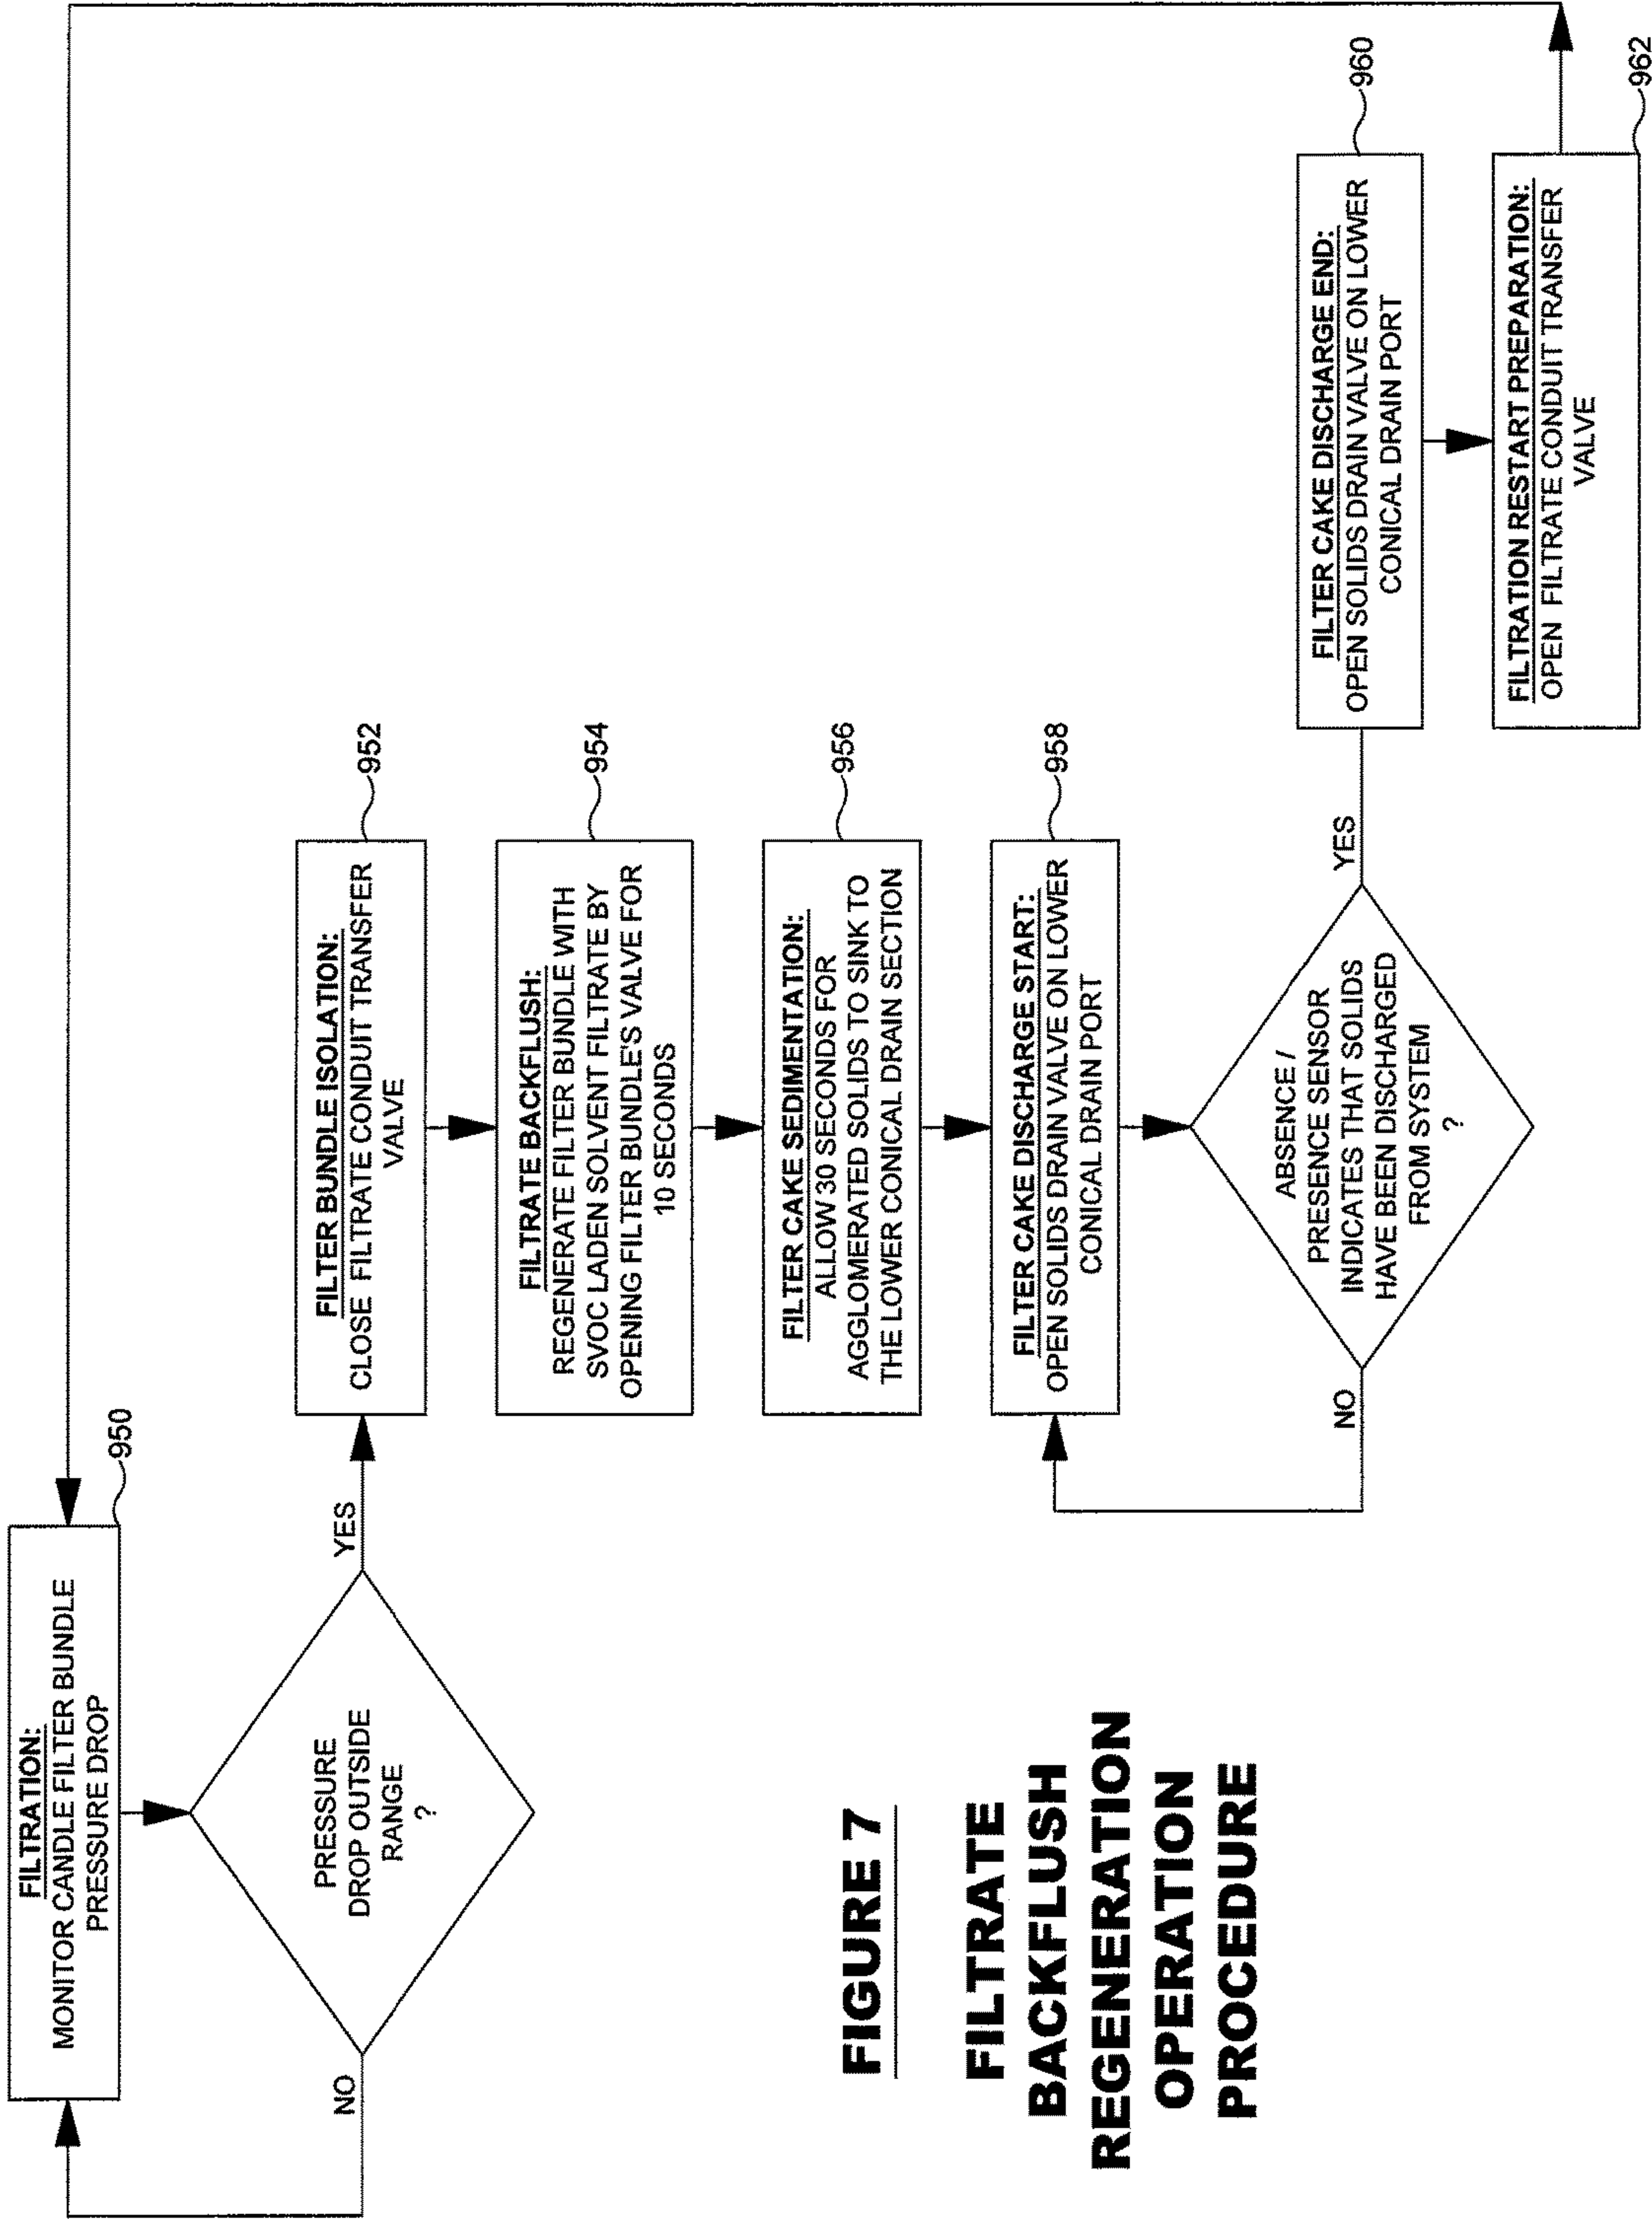 FILTRATION:
MONITOR CANDLE FILTER BUNDLE
PRESSURE DROP
950
PRESSURE
DROP OUTSIDE
RANGE
?
NO
YES
FILTER BUNDLE ISOLATION:
CLOSE FILTRATE CONDUIT TRANSFER
VALVE
952
FILTRATE BACKFLUSH:
REGENERATE FILTER BUNDLE WITH
SVOC LADEN SOLVENT FILTRATE BY
OPENING FILTER BUNDLE'S VALVE FOR
10 SECONDS
954
FILTER CAKE SEDIMENTATION:
ALLOW 30 SECONDS FOR
AGGLOMERATED SOLIDS TO SINK TO
THE LOWER CONICAL DRAIN SECTION
956
FILTER CAKE DISCHARGE START:
OPEN SOLIDS DRAIN VALVE ON LOWER
CONICAL DRAIN PORT
958
ABSENCE /
PRESENCE SENSOR
INDICATES THAT SOLIDS
HAVE BEEN DISCHARGED
FROM SYSTEM
?
NO
YES
FILTER CAKE DISCHARGE END:
OPEN SOLIDS DRAIN VALVE ON LOWER
CONICAL DRAIN PORT
960
FILTRATION RESTART PREPARATION:
OPEN FILTRATE CONDUIT TRANSFER
VALVE
962
FIGURE 7
FILTRATE
BACKFLUSH
REGENERATION
OPERATION
PROCEDURE